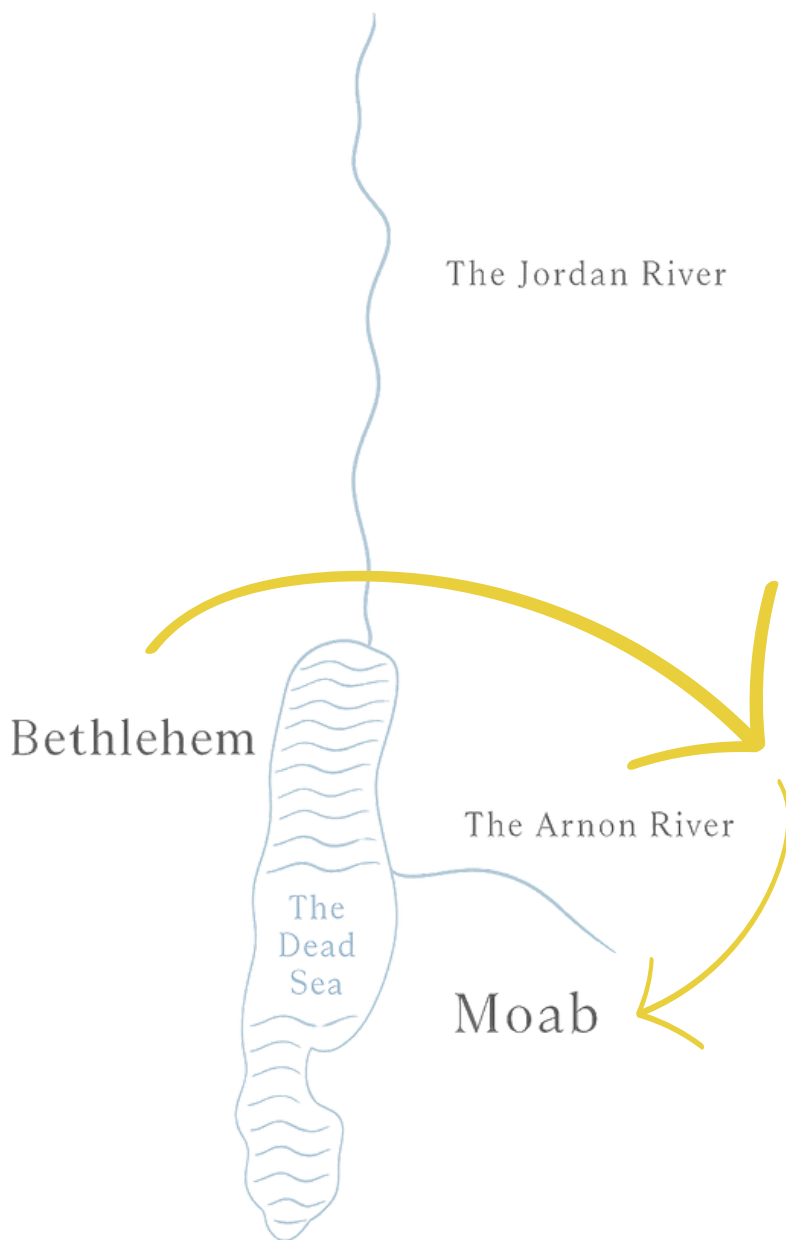 The Jordan River
Bethlehem
The Arnon River
The
Dead
Sea
Moab